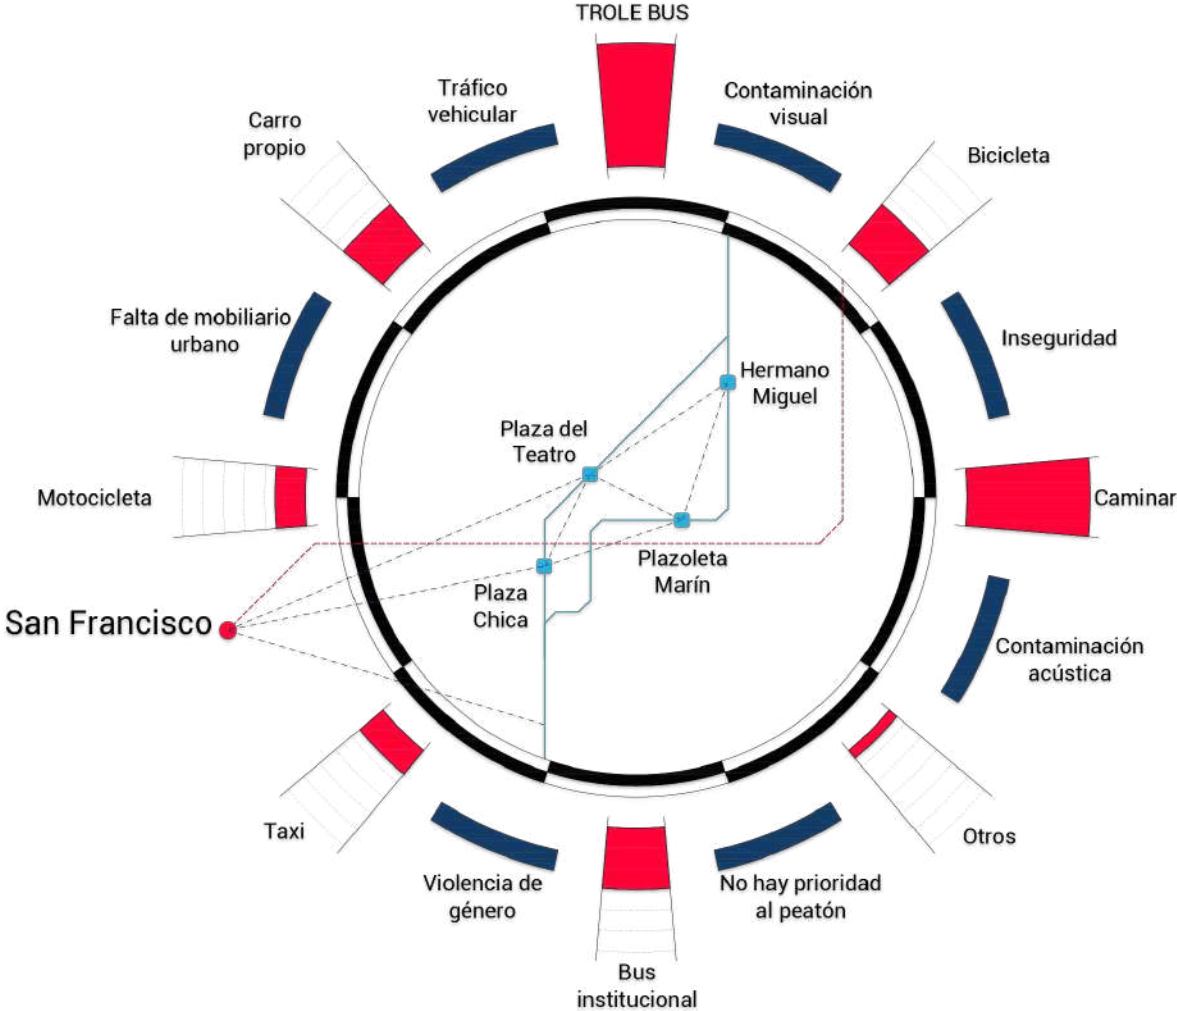 TROLE BUS
Tráfico
vehicular
Contaminación
visual
Carro
propio
Bicicleta
Falta de mobiliario
urbano
Inseguridad
Hermano
Miguel
Plaza del
Teatro
Motocicleta
Caminar
Plazoleta
Marín
Plaza
Chica
San Francisco
Contaminación
acústica
Taxi
Otros
Violencia de
género
No hay prioridad
al peatón
Bus
institucional